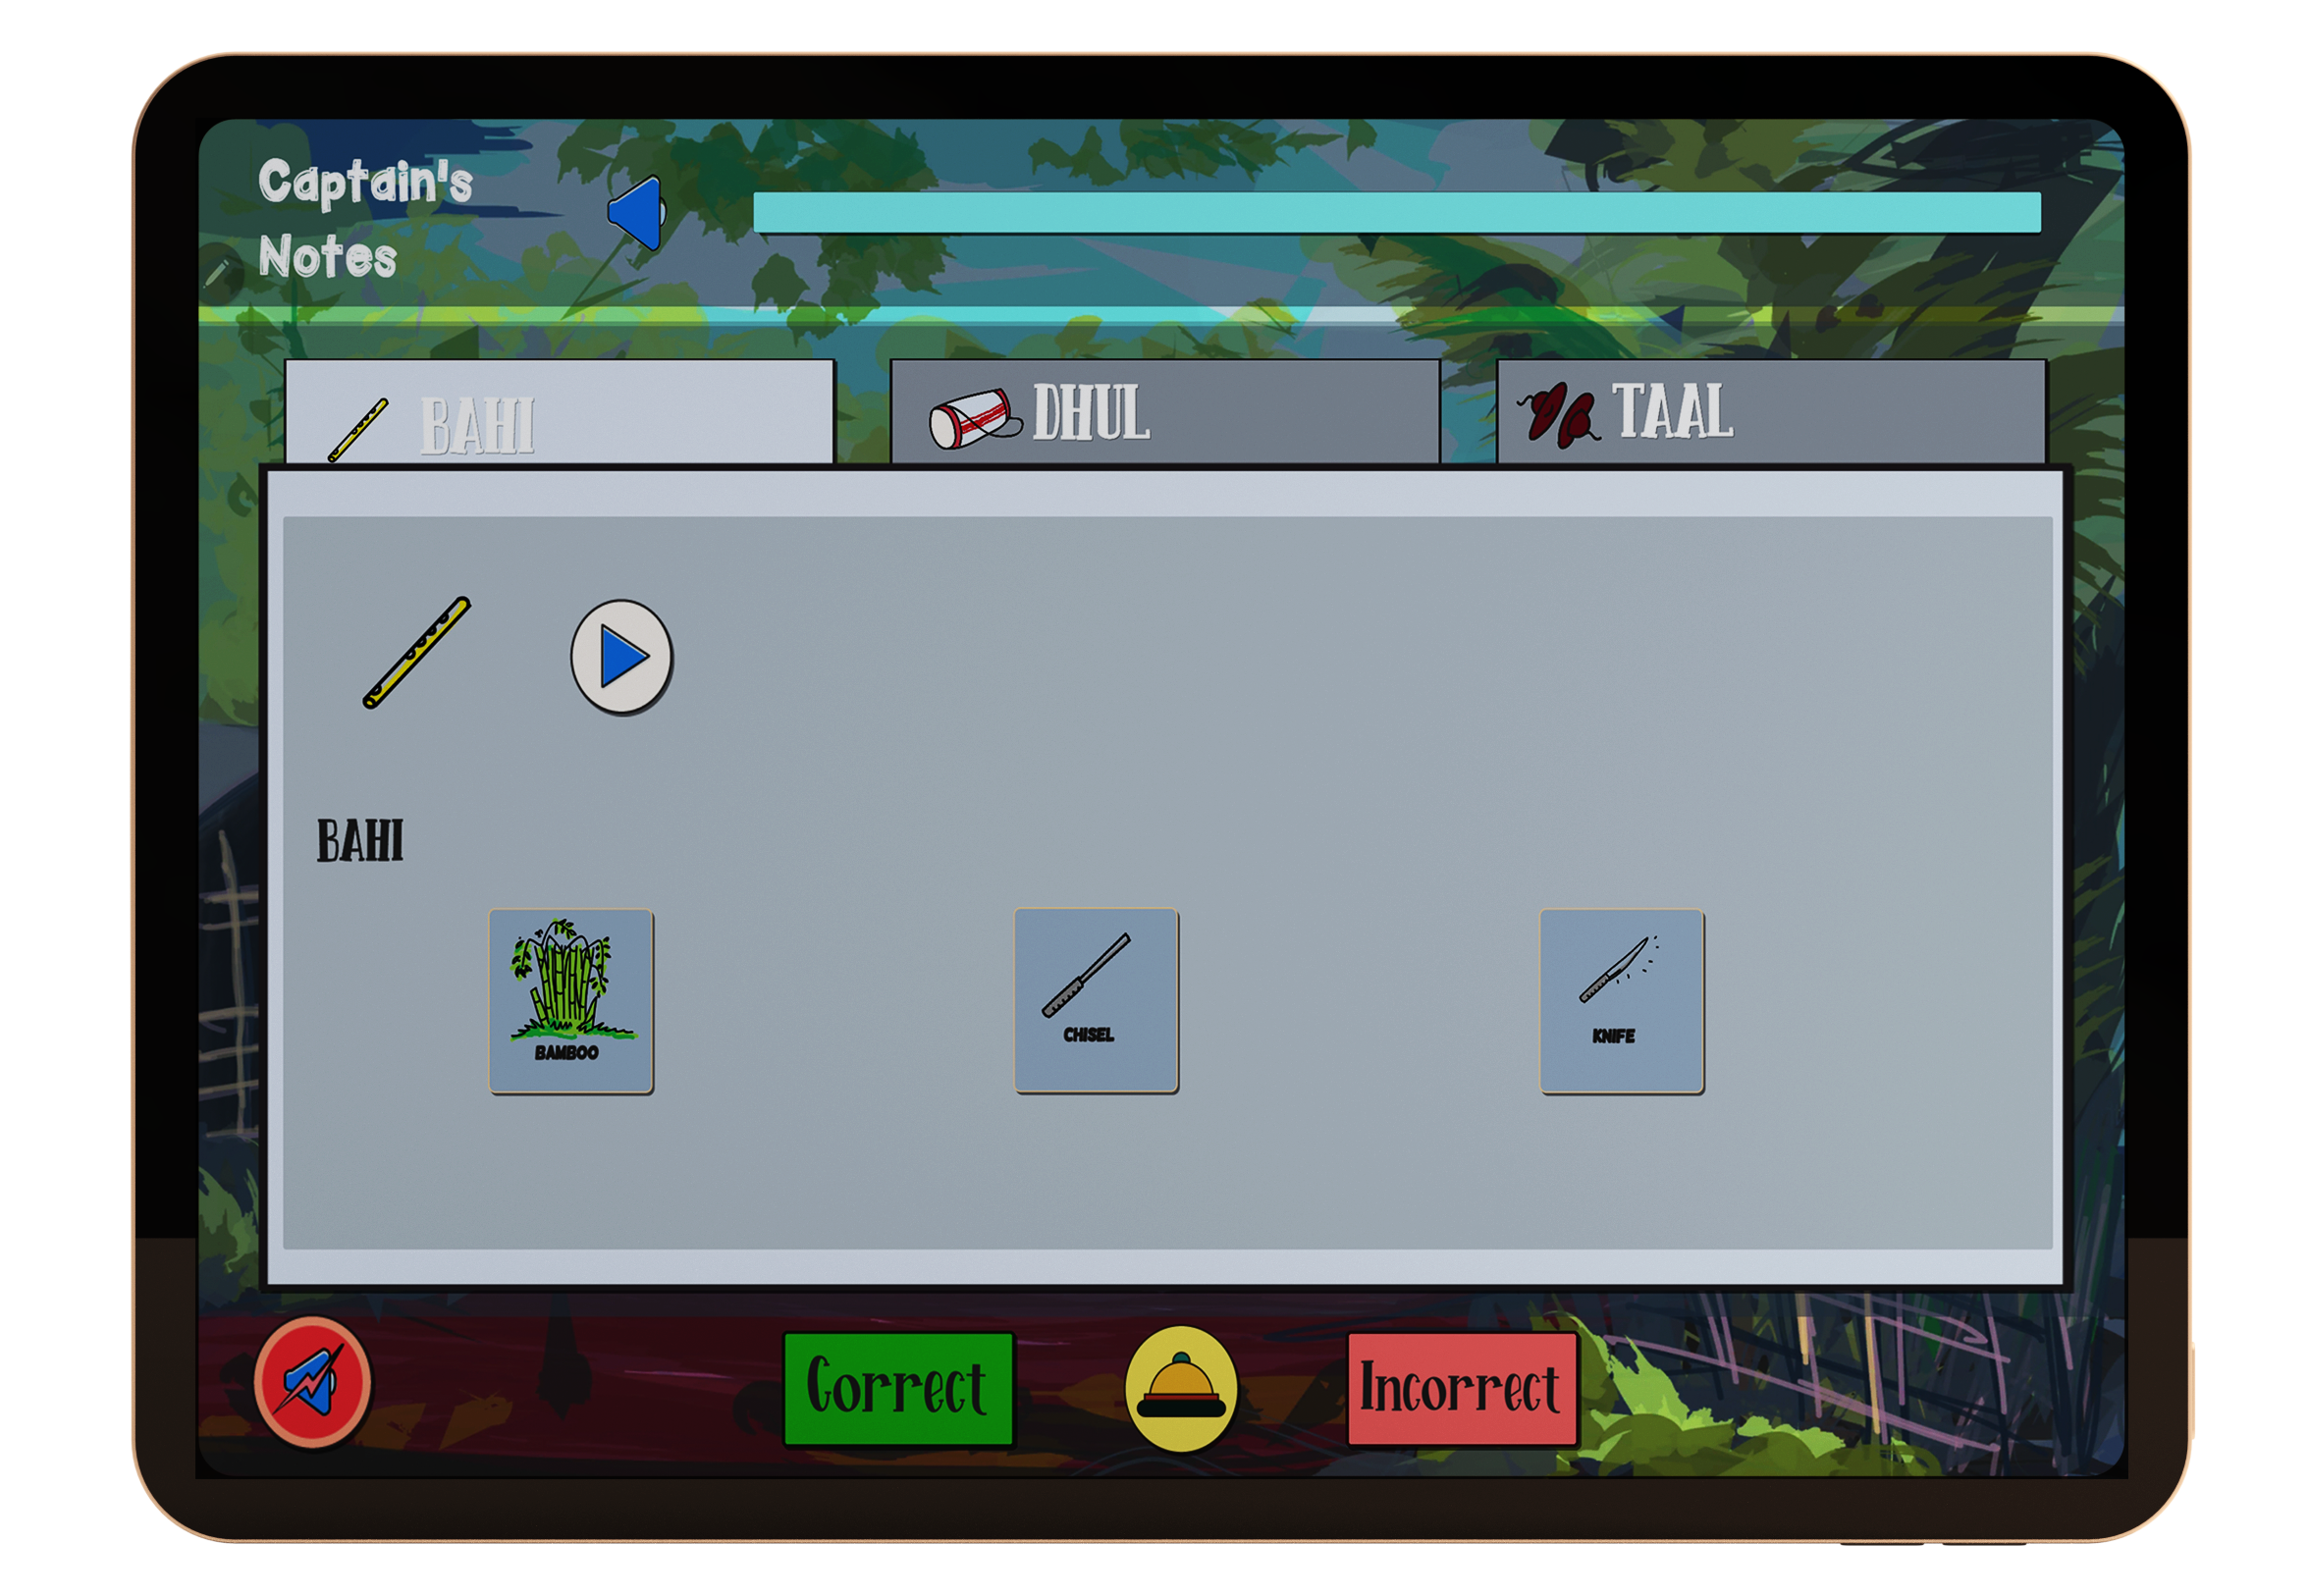 Captain's
Notes
BAHI
DHUL
TAAL
BAHI
BAMBOO
CHISEL
KNIFE
Correct
Incorrect